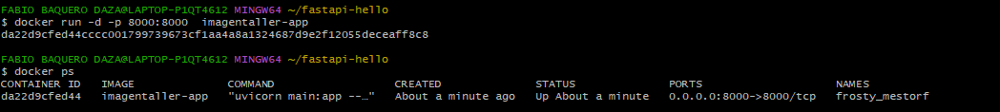 FABIO BAQUERO DAZA@LAPTOP-P1QT4612 MINGW64 ~/fastapi-hello
$ docker run -d -p 8000:8000  imagentaller-app
da22d9cfed44cccc001799739673cf1aa4a8a1324687d9e2f12055deceaff8c8
FABIO BAQUERO DAZA@LAPTOP-P1QT4612 MINGW64 ~/fastapi-hello
$ docker ps
CONTAINER ID   IMAGE              COMMAND                  CREATED              STATUS              PORTS                    NAMES
da22d9cfed44   imagentaller-app   "uvicorn main:app --…"   About a minute ago   Up About a minute   0.0.0.0:8000->8000/tcp   frosty_mestorf